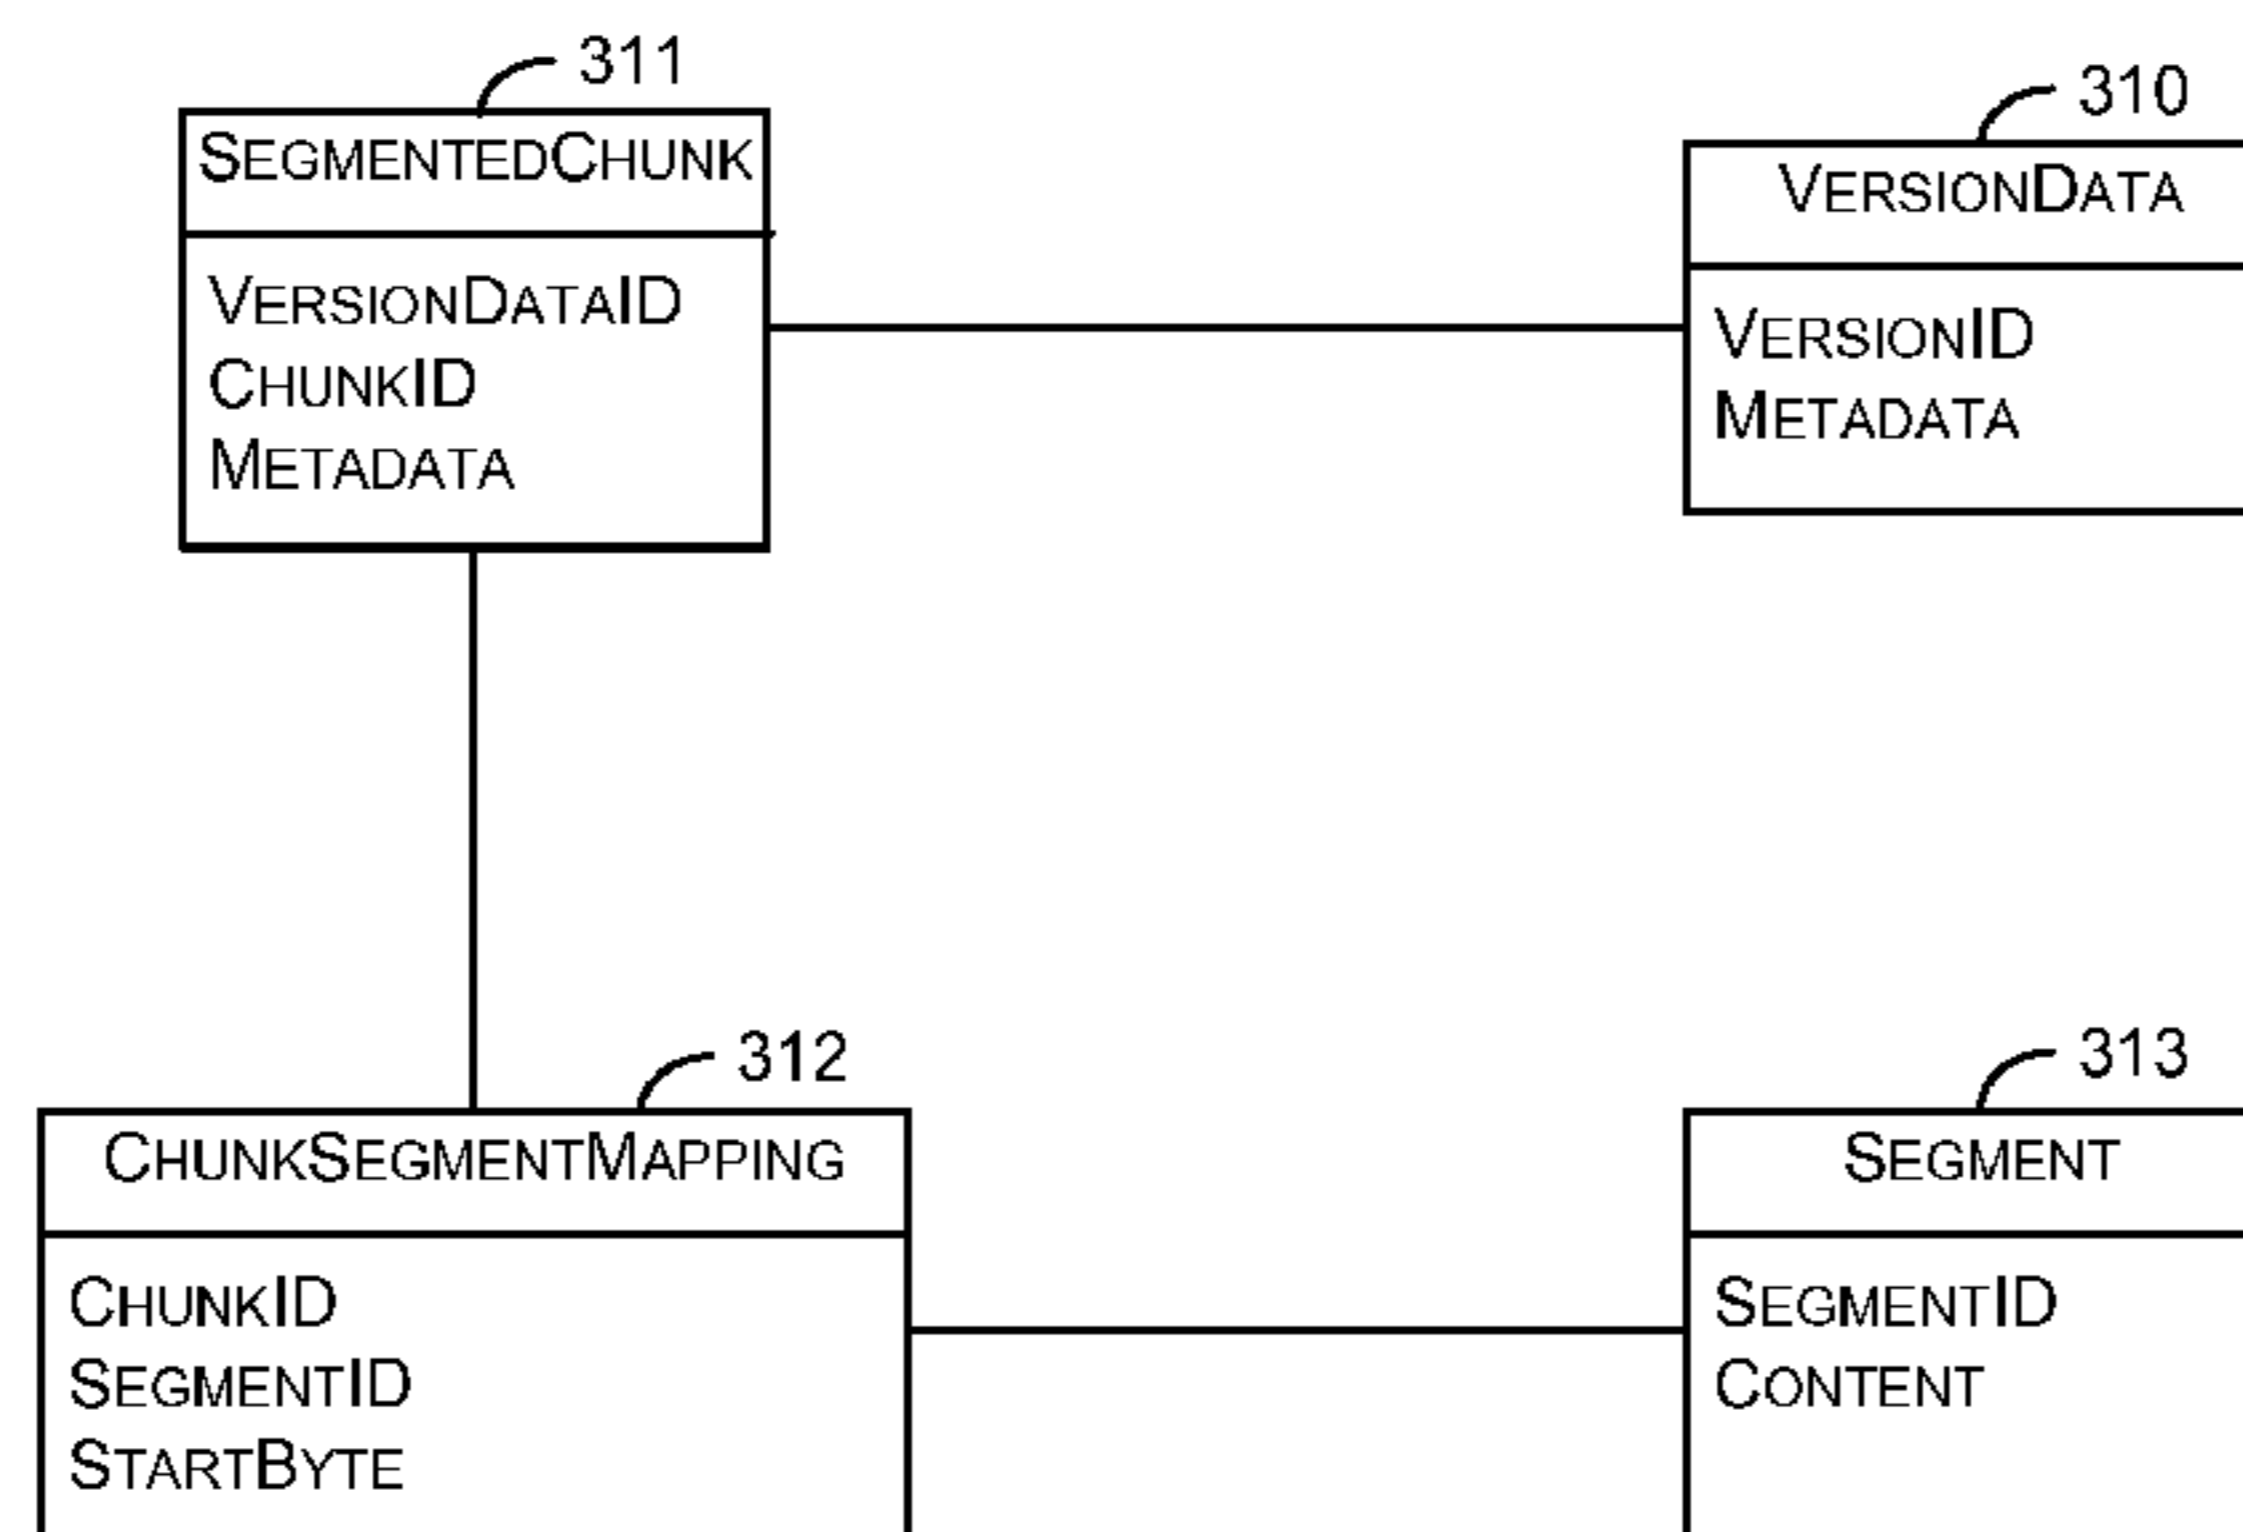 311
SEGMENTEDCHUNK
VERSIONDATAID
CHUNKID
METADATA
310
VERSIONDATA
VERSIONID
METADATA
312
CHUNKSEGMENTMAPPING
CHUNKID
SEGMENTID
STARTBYTE
313
SEGMENT
SEGMENTID
CONTENT